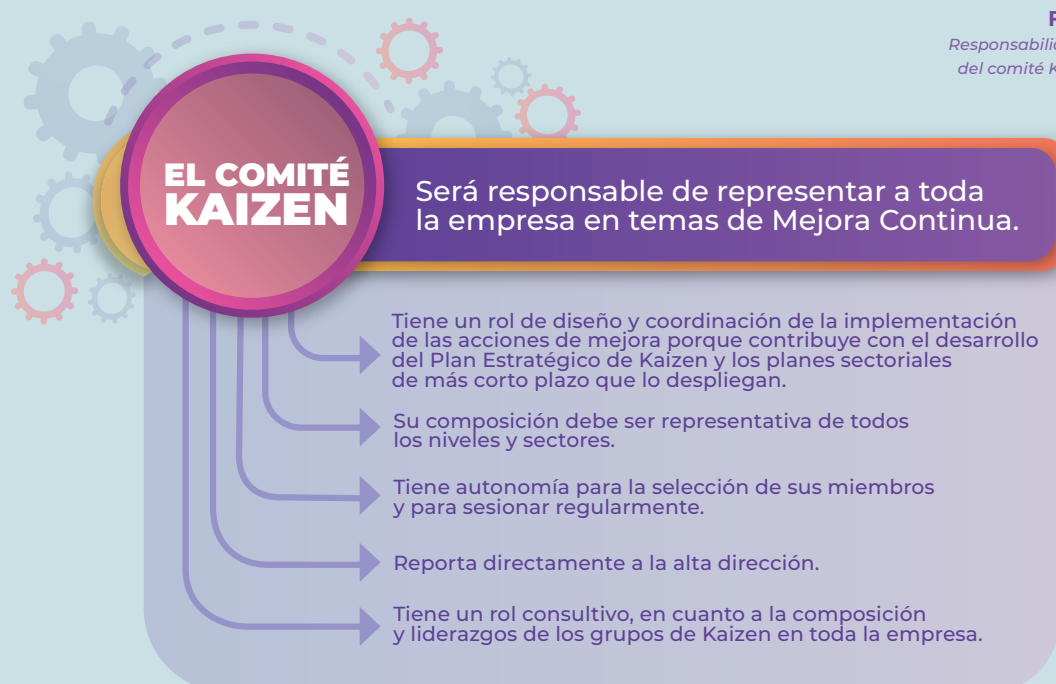 EL COMITÉ
KAIZEN
Será responsable de representar a toda
la empresa en temas de Mejora Continua.
Tiene un rol de diseño y coordinación de la implementación
de las acciones de mejora porque contribuye con el desarrollo
del Plan Estratégico de Kaizen y los planes sectoriales
de más corto plazo que lo despliegan.
Su composición debe ser representativa de todos
los niveles y sectores.
Tiene autonomía para la selección de sus miembros
y para sesionar regularmente.
Reporta directamente a la alta dirección.
Tiene un rol consultivo, en cuanto a la composición
y liderazgos de los grupos de Kaizen en toda la empresa.
del comité